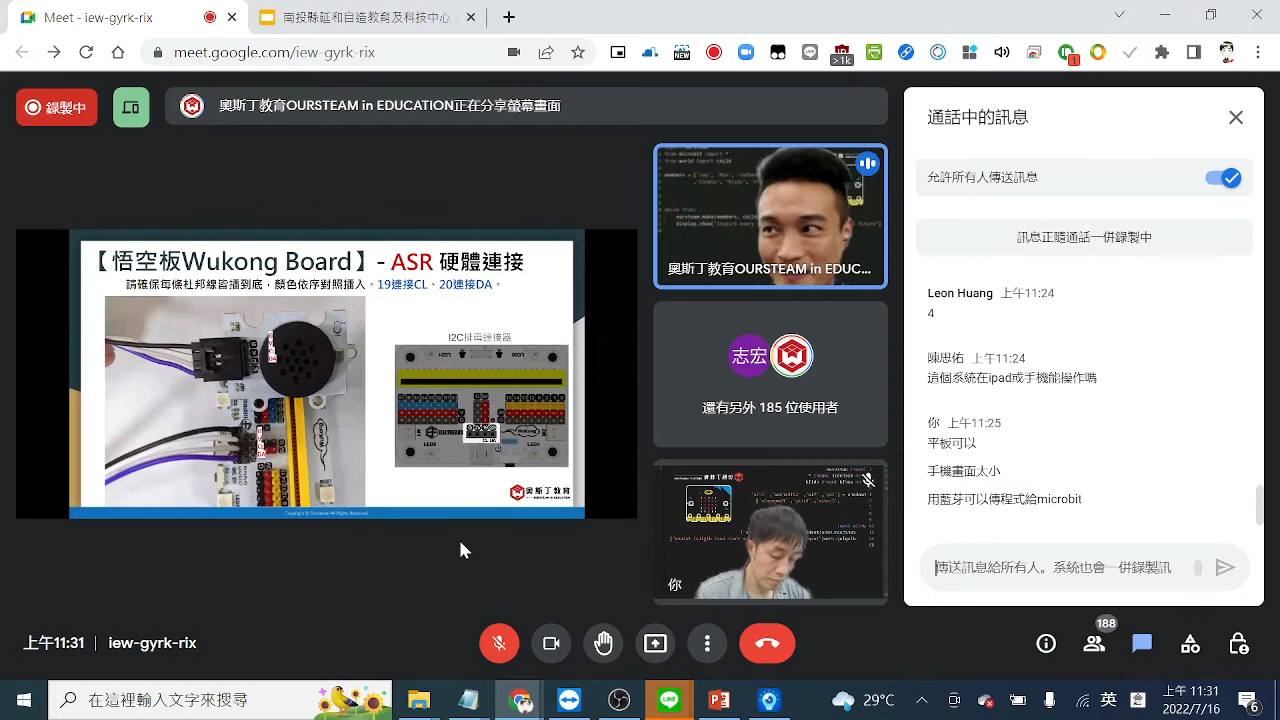 Meet - iew-gyrk-rix
南投縣 和自造教育及科技中心
meet.google.com/iew-gyrk-rix
NEW
>1k
1
錄製中
奧斯丁教育OURSTEAM in EDUCATION正在分享螢幕畫面
【悟空板Wukong Board】- ASR 硬體連接
請確保每條杜邦線皆插到底，顏色依序對照插入。19連接CL、20連接DA。
I2C排母連接器
奧斯丁教育
Copyright © Oursteam All Rights Reserved.
奧斯丁教育OURSTEAM in EDUC...
志宏
還有另外 185 位使用者
你
通話中的訊息
允許所有人傳送訊息
訊息正隨通話一併錄製中
Leon Huang 上午11:24
4
陳思佑 上午11:24
這個系統在ipad或手機能操作嗎
你 上午11:25
平板可以
手機畫面太小
用藍芽可以傳程式給microbit
傳送訊息給所有人。系統也會一併錄製訊
上午11:31 | iew-gyrk-rix
188
在這裡輸入文字來搜尋
29°C
上午 11:31
2022/7/16
6